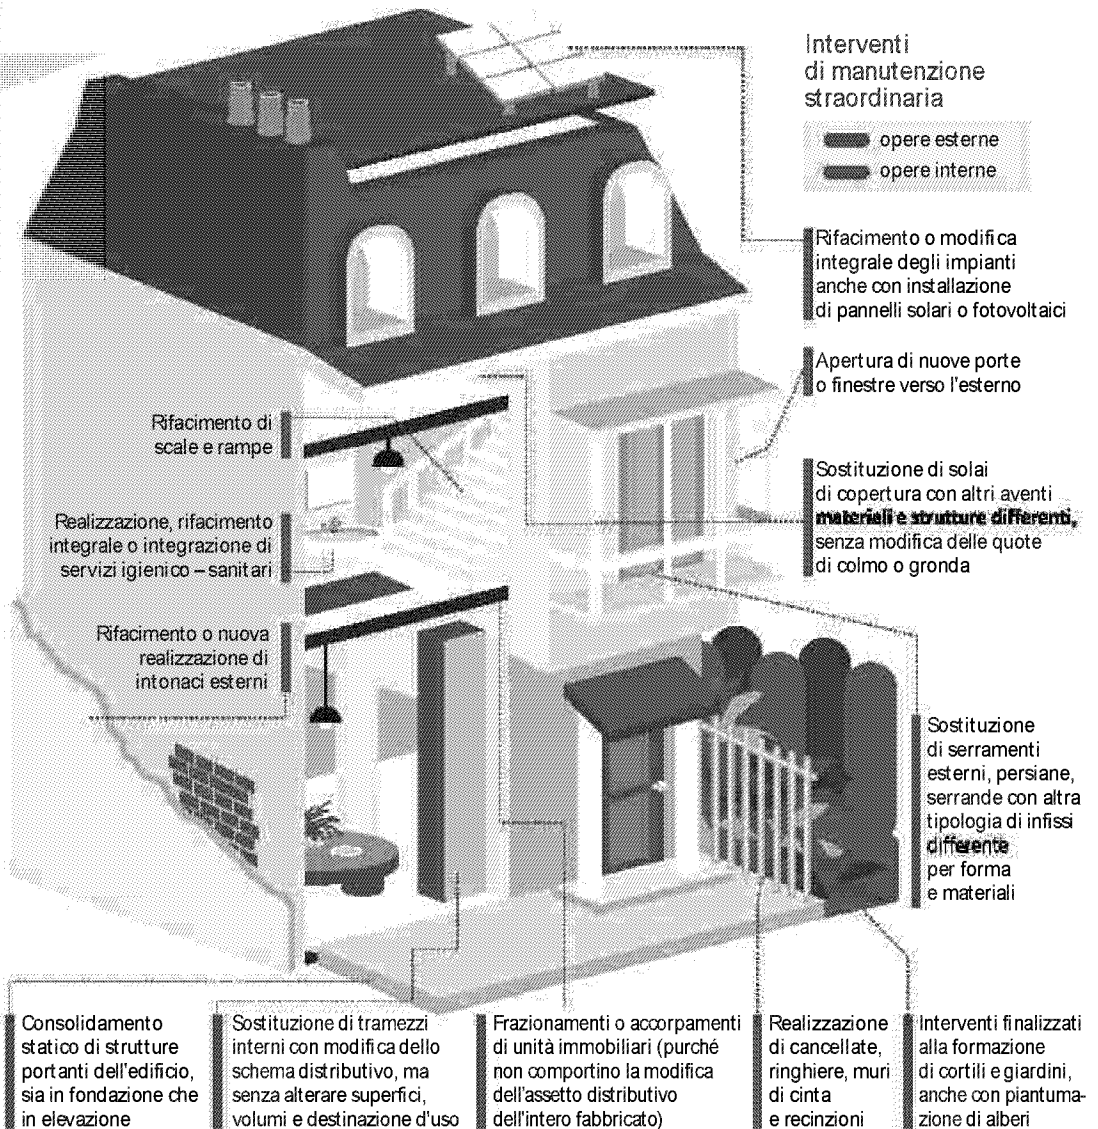 Interventi
di manutenzione
straordinaria
opere esterne
opere interne
Rifacimento o modifica
integrale degli impianti
anche con installazione
di pannelli solari o fotovoltaici
Apertura di nuove porte
o finestre verso l'esterno
Sostituzione di solai
di copertura con altri aventi
materiali e strutture differenti,
senza modifica delle quote
di colmo o gronda
Rifacimento di
scale e rampe
Realizzazione, rifacimento
integrale o integrazione di
servizi igienico – sanitari
Rifacimento o nuova
realizzazione di
intonaci esterni
Sostituzione
di serramenti
esterni, persiane,
serrande con altra
tipologia di infissi
differente
per forma
e materiali
Consolidamento
statico di strutture
portanti dell'edificio,
sia in fondazione che
in elevazione
Sostituzione di tramezzi
interni con modifica dello
schema distributivo, ma
senza alterare superfici,
volumi e destinazione d'uso
Frazionamenti o accorpamenti
di unità immobiliari (purché
non comportino la modifica
dell'assetto distributivo
dell'intero fabbricato)
Realizzazione
di cancellate,
ringhiere, muri
di cinta
e recinzioni
Interventi finalizzati
alla formazione
di cortili e giardini,
anche con piantuma-
zione di alberi